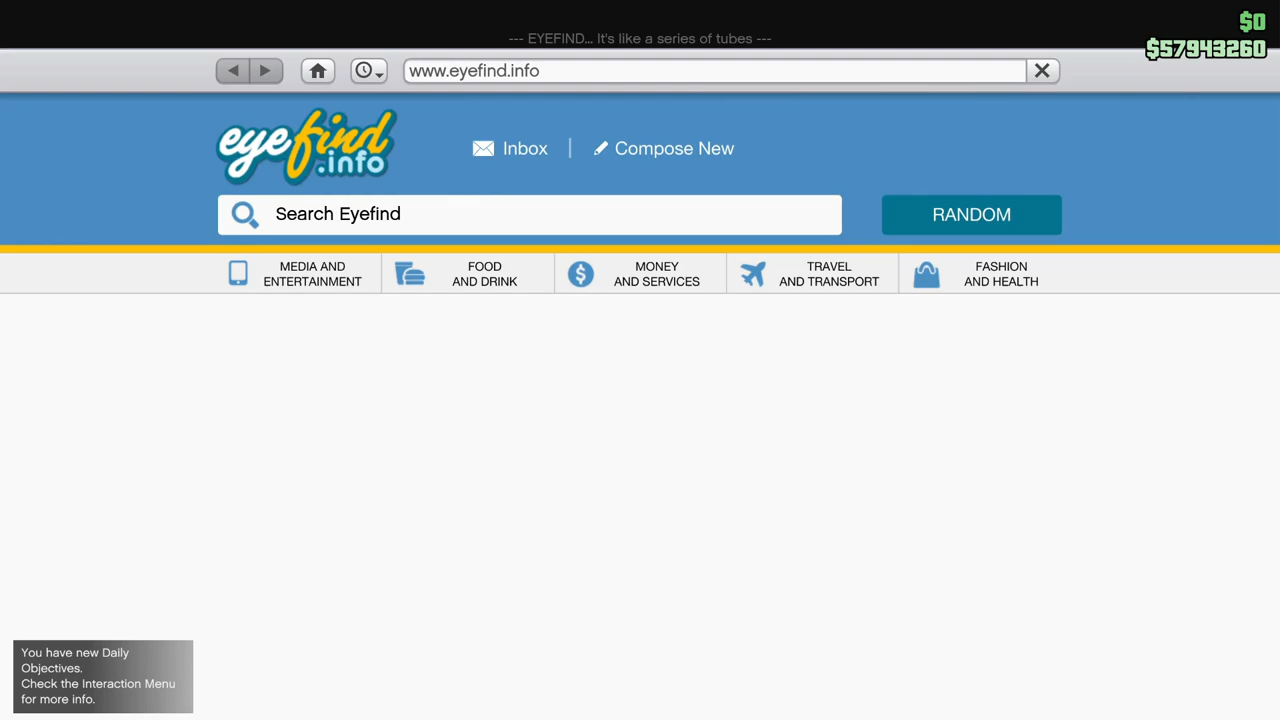 $0
--- EYEFIND... It's like a series of tubes ---
$57943260
www.eyefind.info
eyefind
.info
Inbox
Compose New
Search Eyefind
RANDOM
MEDIA AND
ENTERTAINMENT
FOOD
AND DRINK
MONEY
AND SERVICES
TRAVEL
AND TRANSPORT
FASHION
AND HEALTH
You have new Daily
Objectives.
Check the Interaction Menu
for more info.